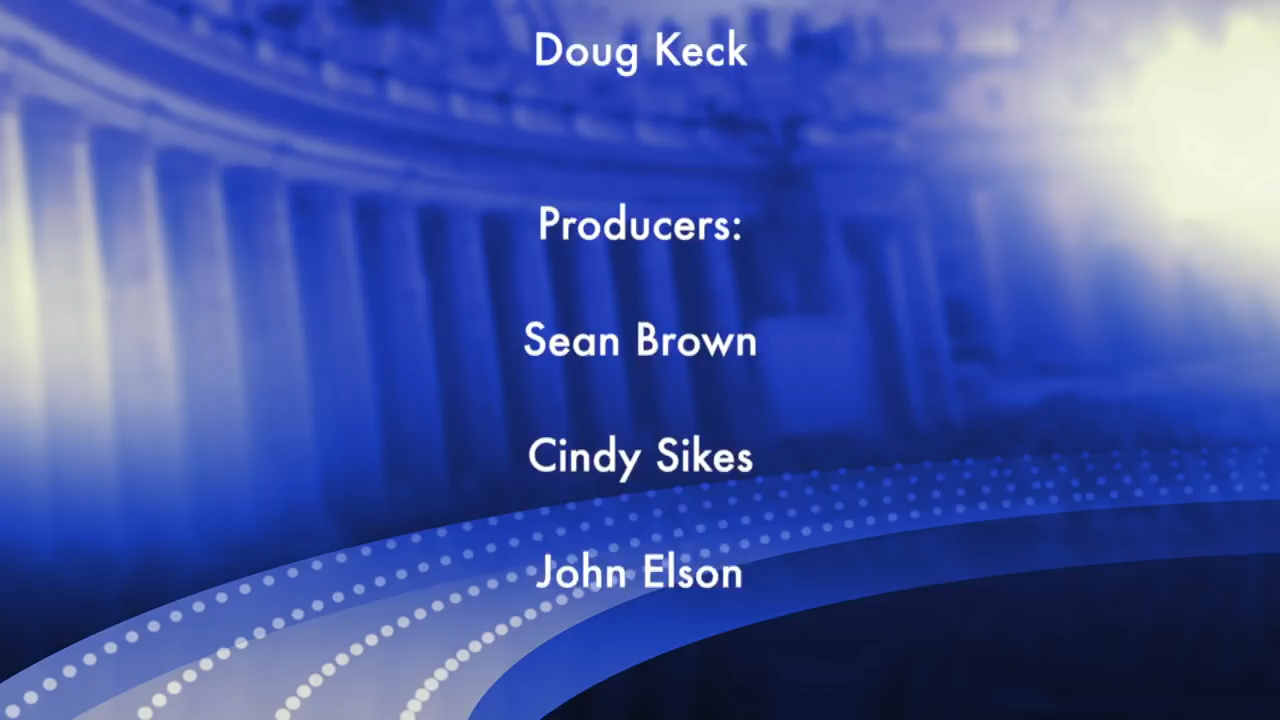 Doug Keck
Producers:
Sean Brown
Cindy Sikes
John Elson